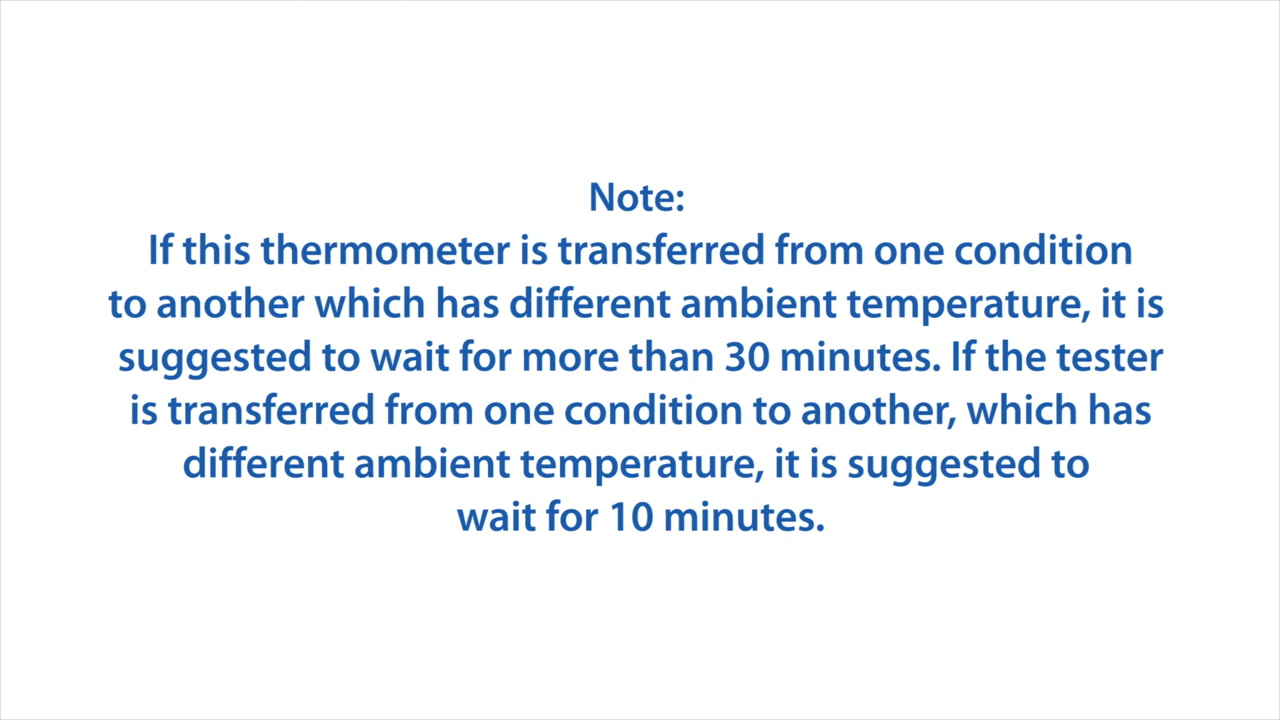 Note:
If this thermometer is transferred from one condition
to another which has different ambient temperature, it is
suggested to wait for more than 30 minutes. If the tester
is transferred from one condition to another, which has
different ambient temperature, it is suggested to
wait for 10 minutes.